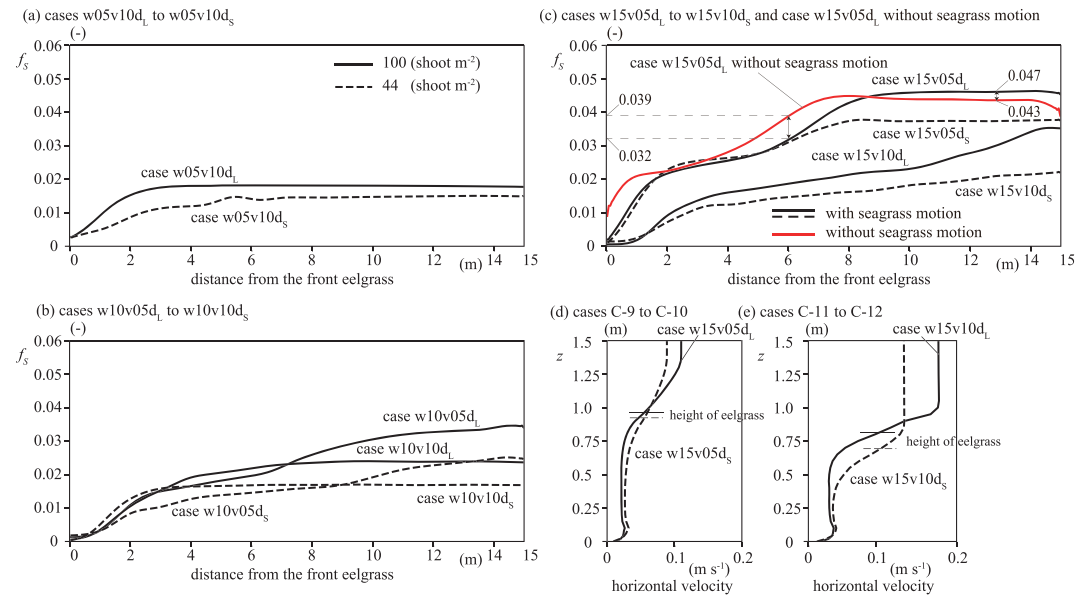 (a) cases w05v10dL to w05v10dS
(-)
fS
0.06
0.05
0.04
0.03
0.02
0.01
0
100 (shoot m-2)
44 (shoot m-2)
case w05v10dL
case w05v10dS
0 2 4 6 8 10 12 (m) 14 15
distance from the front eelgrass
(b) cases w10v05dL to w10v10dS
(-)
fS
0.06
0.05
0.04
0.03
0.02
0.01
0
case w10v05dL
case w10v10dL
case w10v05dS
case w10v10dS
0 2 4 6 8 10 12 (m) 14 15
distance from the front eelgrass
(c) cases w15v05dL to w15v10dS and case w15v05dL without seagrass motion
(-)
fS
0.06
0.05
0.04
0.03
0.02
0.01
0
case w15v05dL without seagrass motion
case w15v05dL
0.047
0.039
0.043
0.032
case w15v05dS
case w15v10dL
case w15v10dS
with seagrass motion
without seagrass motion
0 2 4 6 8 10 12 (m) 14 15
distance from the front eelgrass
(d) cases C-9 to C-10
(m)
z
case w15v05dL
1.5
1.0
0.75
0.5
0.25
0
height of eelgrass
case w15v05dS
0 0.1 0.2
(m s-1)
horizontal velocity
(e) cases C-11 to C-12
(m)
z
case w15v10dL
1.5
1.0
0.75
0.5
0.25
0
height of eelgrass
case w15v10dS
0 0.1 0.2
(m s-1)
horizontal velocity